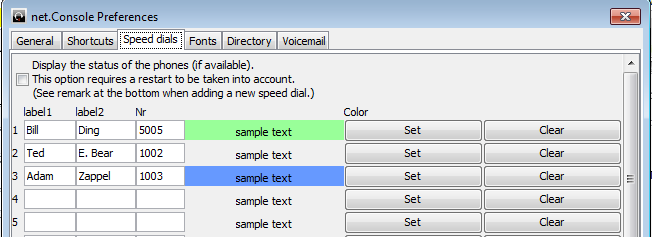 net.Console Preferences
General Shortcuts Speed dials Fonts Directory Voicemail
Display the status of the phones (if available).
This option requires a restart to be taken into account.
(See remark at the bottom when adding a new speed dial.)
label1 label2 Nr Color
1 Bill Ding 5005 sample text Set Clear
2 Ted E. Bear 1002 sample text Set Clear
3 Adam Zappel 1003 sample text Set Clear
4 sample text Set Clear
5 sample text Set Clear